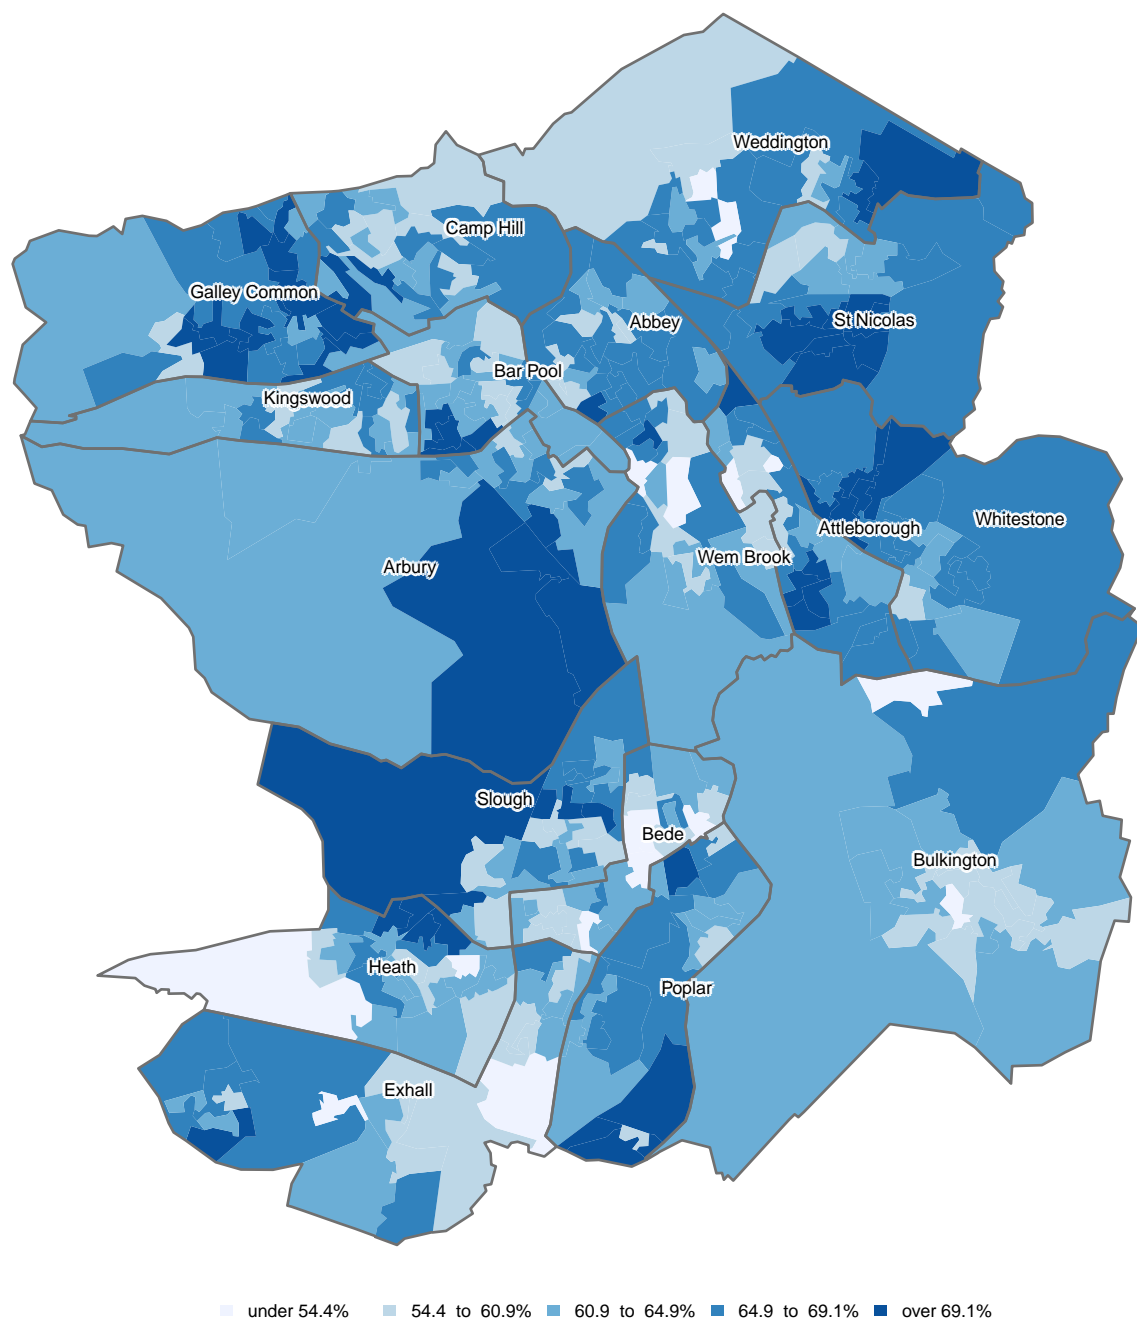 Weddington
Camp Hill
Galley Common
Abbey
St Nicolas
Bar Pool
Kingswood
Whitestone
Attleborough
Wem Brook
Arbury
Slough
Bede
Bulkington
Heath
Poplar
Exhall
under 54.4% 54.4 to 60.9% 60.9 to 64.9% 64.9 to 69.1% over 69.1%